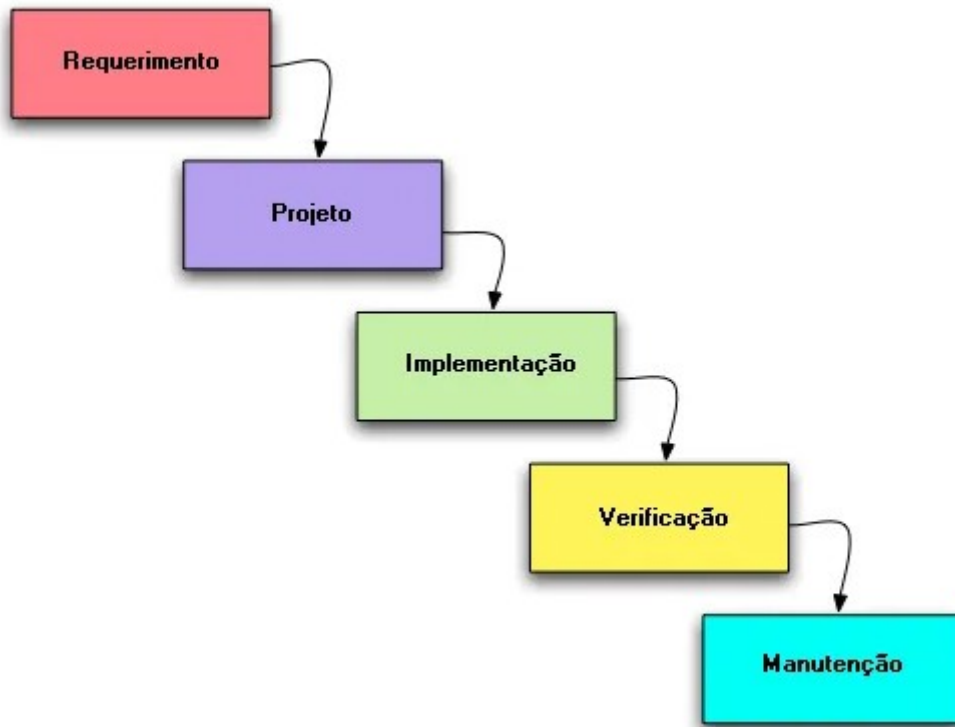 Requerimento
Projeto
Implementação
Verificação
Manutenção